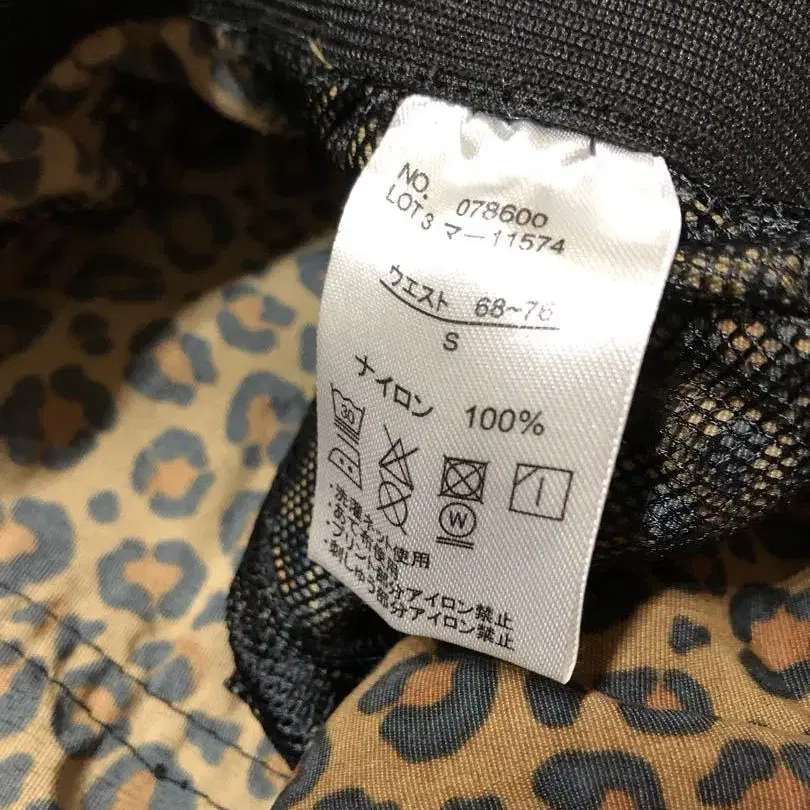 NO. 078600
LOT3 マー11574
ウエスト 68~76
S
ナイロン 100%
30
W
・洗濯ネット使用
・あて布使用
・プリント部分
・刺しゅう部分アイロン禁止
部分アイロン禁止